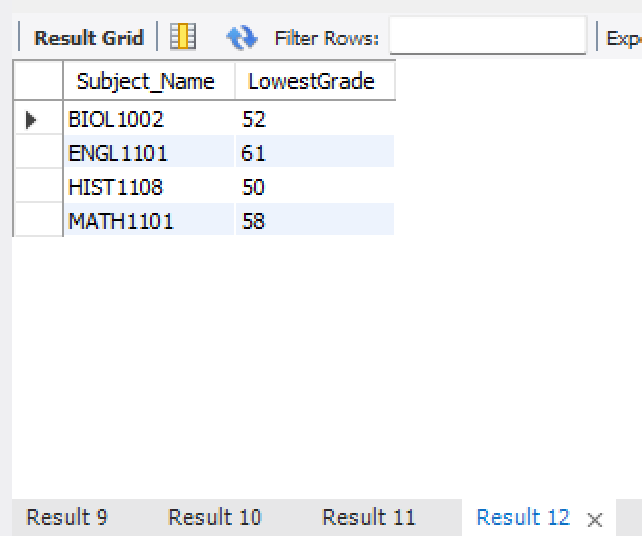 Result Grid Filter Rows: Exp
Subject_Name LowestGrade
BIOL1002 52
ENGL1101 61
HIST1108 50
MATH1101 58
Result 9 Result 10 Result 11 Result 12 ×